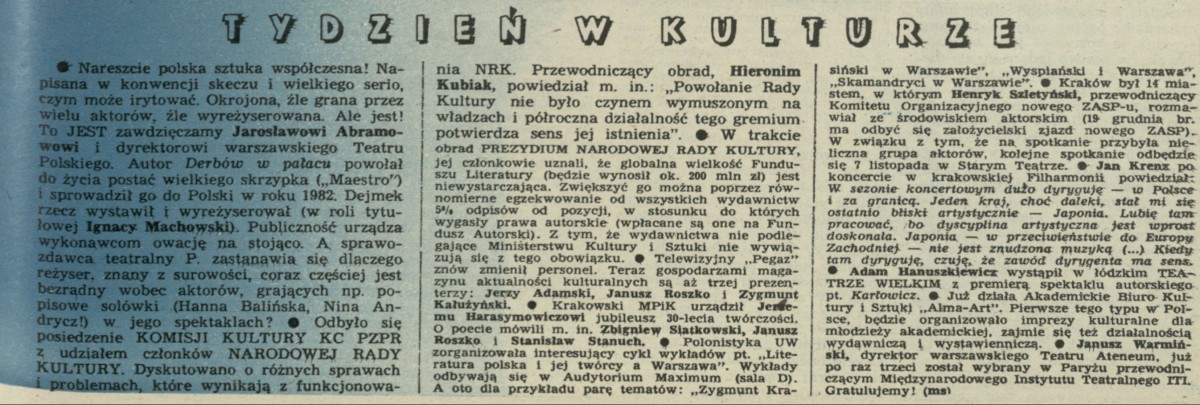 TYDZIEŃ W KULTURZE
● Nareszcie polska sztuka współczesna! Na-
pisana w konwencji skeczu i wielkiego serio,
czym może irytować. Okrojona, źle grana przez
wielu aktorów, źle wyreżyserowana. Ale jest!
To JEST zawdzięczamy Jarosławowi Abramo-
wowi i dyrektorowi warszawskiego Teatru
Polskiego. Autor Derbów w pałacu powołał
do życia postać wielkiego skrzypka („Maestro")
i sprowadził go do Polski w roku 1982. Dejmek
rzecz wystawił i wyreżyserował (w roli tytu-
łowej Ignacy Machowski). Publiczność urządza
wykonawcom owację na stojąco. A sprawo-
zdawca teatralny P. zastanawia się dlaczego
reżyser, znany z surowości, coraz częściej jest
bezradny wobec aktorów, grających np. po-
pisowe solówki (Hanna Balińska, Nina An-
drycz!) w jego spektaklach? ● Odbyło się
posiedzenie KOMISJI KULTURY KC PZPR
z udziałem członków NARODOWEJ RADY
KULTURY. Dyskutowano o różnych sprawach
i problemach, które wynikają z funkcjonowa-
nia NRK. Przewodniczący obrad, Hieronim
Kubiak, powiedział m. in.: „Powołanie Rady
Kultury nie było czynem wymuszonym na
władzach i półroczna działalność tego gremium
potwierdza sens jej istnienia". ● W trakcie
obrad PREZYDIUM NARODOWEJ RADY KULTURY,
jej członkowie uznali, że globalna wielkość Fundu-
szu Literatury (będzie wynosił ok. 200 mln zł) jest
niewystarczająca. Zwiększyć go można poprzez rów-
nomierne egzekwowanie od wszystkich wydawnictw
5% odpisów od pozycji, w stosunku do których
wygasły prawa autorskie (wpłacane są one na Fun-
dusz Autorski). Z tym, że wydawnictwa nie podle-
gające Ministerstwu Kultury i Sztuki nie wywią-
zują się z tego obowiązku. ● Telewizyjny „Pegaz"
znów zmienił personel. Teraz gospodarzami maga-
zynu aktualności kulturalnych są aż trzej prezen-
terzy: Jerzy Adamski, Janusz Roszko i Zygmunt
Kałużyński. ● Krakowski MPiK urządził Jerze-
mu Harasymowiczowi jubileusz 30-lecia twórczości.
O poecie mówili m. in. Zbigniew Siatkowski, Janusz
Roszko i Stanisław Stanuch. ● Polonistyka UW
zorganizowała interesujący cykl wykładów pt. „Lite-
ratura polska i jej twórcy a Warszawa". Wykłady
odbywają się w Audytorium Maximum (sala D).
A oto dla przykładu parę tematów: „Zygmunt Kra-
siński w Warszawie", „Wyspiański i Warszawa",
„Skamandryci w Warszawie". ● Kraków był 14 mia-
stem, w którym Henryk Szletyński, przewodniczący
Komitetu Organizacyjnego nowego ZASP-u, rozma-
wiał ze środowiskiem aktorskim (19 grudnia br.
ma odbyć się założycielski zjazd nowego ZASP).
W związku z tym, że na spotkanie przybyła nie-
liczna grupa aktorów, kolejne spotkanie odbędzie
się 7 listopada w Starym Teatrze. ● Jan Krenz po
koncercie w krakowskiej Filharmonii powiedział:
W sezonie koncertowym dużo dyryguję — w Polsce
i za granicą. Jeden kraj, choć daleki, stał mi się
ostatnio bliski artystycznie — Japonia. Lubię tam
pracować, bo dyscyplina artystyczna jest wprost
doskonała. Japonia — w przeciwieństwie do Europy
Zachodniej — nie jest znudzona muzyką (...) Kiedy
tam dyryguję, czuję, że zawód dyrygenta ma sens.
● Adam Hanuszkiewicz wystąpił w łódzkim TEA-
TRZE WIELKIM z premierą spektaklu autorskiego
pt. Karłowicz. ● Już działa Akademickie Biuro Kul-
tury i Sztuki „Alma-Art". Pierwsze tego typu w Pol-
sce, będzie organizowało imprezy kulturalne dla
młodzieży akademickiej, zajmie się też działalnością
wydawniczą i wystawienniczą. ● Janusz Warmiń-
ski, dyrektor warszawskiego Teatru Ateneum, już
po raz trzeci został wybrany w Paryżu przewodni-
czącym Międzynarodowego Instytutu Teatralnego ITI.
Gratulujemy! (ms)